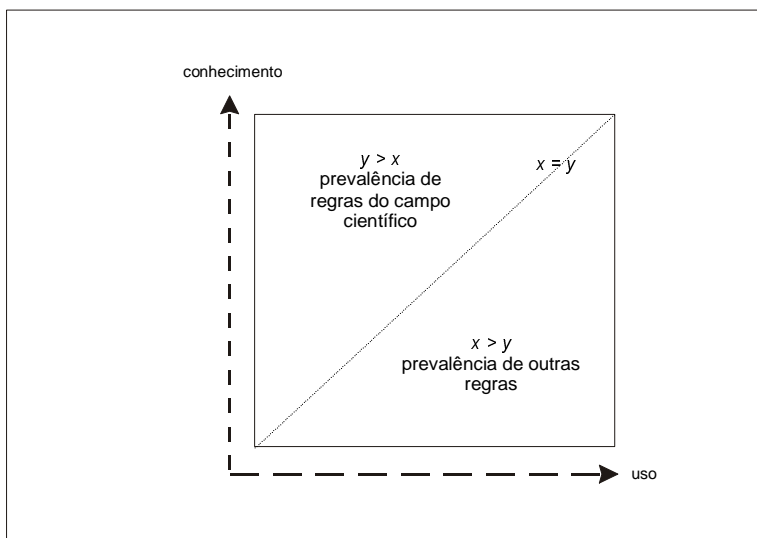 conhecimento
y > x
prevalência de
regras do campo
científico
x = y
x > y
prevalência de outras
regras
uso